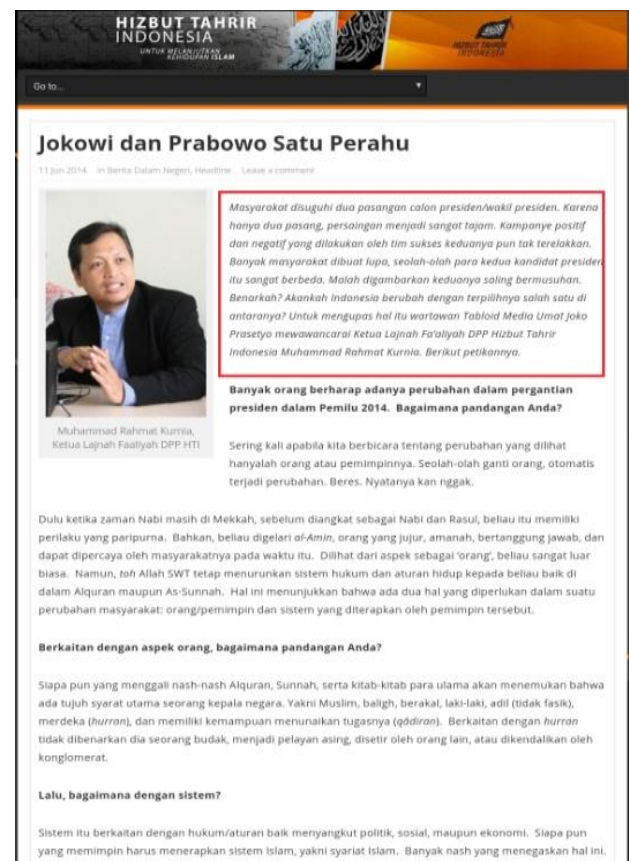 HIZBUT TAHRIR
INDONESIA
UNTUK MELANJUTKAN
KEHIDUPAN ISLAM
HIZBUT TAHRIR
INDONESIA
Go to...
Jokowi dan Prabowo Satu Perahu
11 Jun 2014 in Berita Dalam Negeri, Headline Leave a comment
Masyarakat disuguhi dua pasangan calon presiden/wakil presiden. Karena
hanya dua pasang, persaingan menjadi sangat tajam. Kampanye positif
dan negatif yang dilakukan oleh tim sukses keduanya pun tak terelakkan.
Banyak masyarakat dibuat lupa, seolah-olah para kedua kandidat presiden
itu sangat berbeda. Malah digambarkan keduanya saling bermusuhan.
Benarkah? Akankah Indonesia berubah dengan terpilihnya salah satu di
antaranya? Untuk mengupas hal itu wartawan Tabloid Media Umat Joko
Prasetyo mewawancarai Ketua Lajnah Fa'aliyah DPP Hizbut Tahrir
Indonesia Muhammad Rahmat Kurnia. Berikut petikannya.
Muhammad Rahmat Kurnia,
Ketua Lajnah Faaliyah DPP HTI
Banyak orang berharap adanya perubahan dalam pergantian
presiden dalam Pemilu 2014. Bagaimana pandangan Anda?
Sering kali apabila kita berbicara tentang perubahan yang dilihat
hanyalah orang atau pemimpinnya. Seolah-olah ganti orang, otomatis
terjadi perubahan. Beres. Nyatanya kan nggak.
Dulu ketika zaman Nabi masih di Mekkah, sebelum diangkat sebagai Nabi dan Rasul, beliau itu memiliki
perilaku yang paripurna. Bahkan, beliau digelari al-Amin, orang yang jujur, amanah, bertanggung jawab, dan
dapat dipercaya oleh masyarakatnya pada waktu itu. Dilihat dari aspek sebagai 'orang', beliau sangat luar
biasa. Namun, toh Allah SWT tetap menurunkan sistem hukum dan aturan hidup kepada beliau baik di
dalam Alquran maupun As-Sunnah. Hal ini menunjukkan bahwa ada dua hal yang diperlukan dalam suatu
perubahan masyarakat: orang/pemimpin dan sistem yang diterapkan oleh pemimpin tersebut.
Berkaitan dengan aspek orang, bagaimana pandangan Anda?
Siapa pun yang menggali nash-nash Alquran, Sunnah, serta kitab-kitab para ulama akan menemukan bahwa
ada tujuh syarat utama seorang kepala negara. Yakni Muslim, baligh, berakal, laki-laki, adil (tidak fasik),
merdeka (hurran), dan memiliki kemampuan menunaikan tugasnya (qâdiran). Berkaitan dengan hurran
tidak dibenarkan dia seorang budak, menjadi pelayan asing, disetir oleh orang lain, atau dikendalikan oleh
konglomerat.
Lalu, bagaimana dengan sistem?
Sistem itu berkaitan dengan hukum/aturan baik menyangkut politik, sosial, maupun ekonomi. Siapa pun
yang memimpin harus menerapkan sistem Islam, yakni syariat Islam. Banyak nash yang menegaskan hal ini.